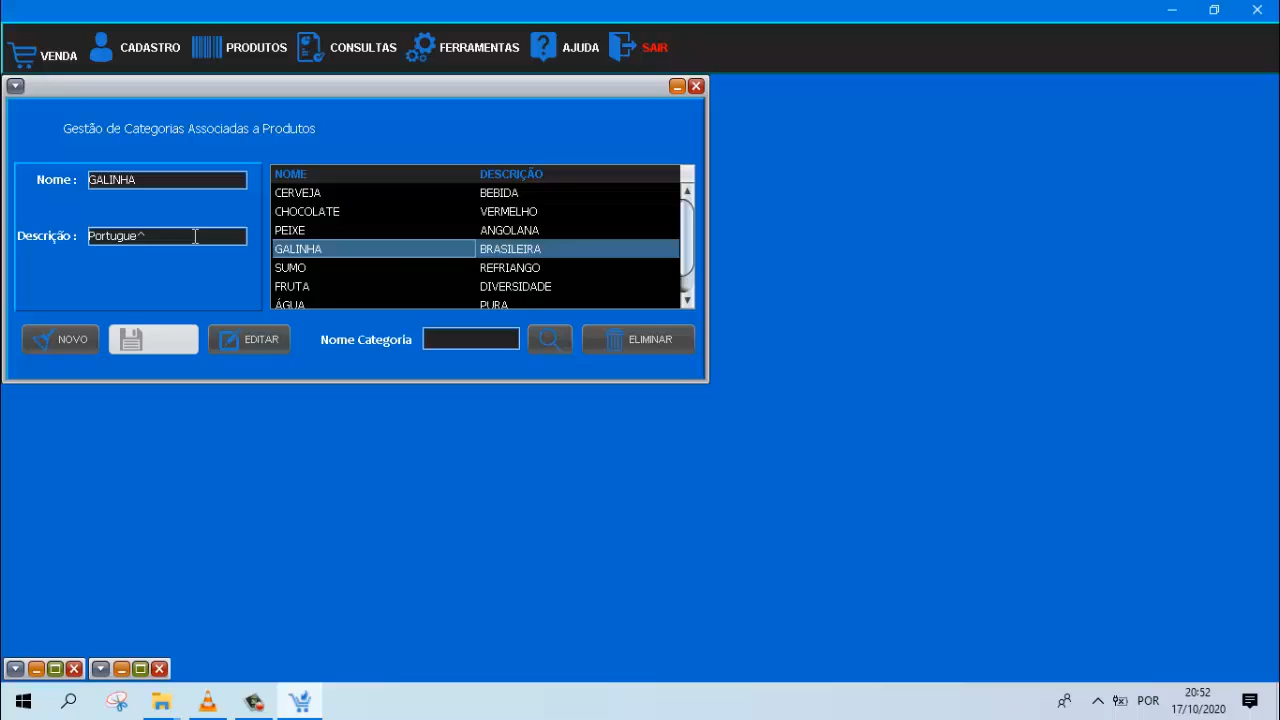 VENDA CADASTRO PRODUTOS CONSULTAS FERRAMENTAS AJUDA SAIR
Gestão de Categorias Associadas a Produtos
Nome : GALINHA
Descrição : Portugue^
NOME DESCRIÇÃO
CERVEJA BEBIDA
CHOCOLATE VERMELHO
PEIXE ANGOLANA
GALINHA BRASILEIRA
SUMO REFRIANGO
FRUTA DIVERSIDADE
ÁGUA PURA
NOVO EDITAR Nome Categoria ELIMINAR
POR 20:52
17/10/2020